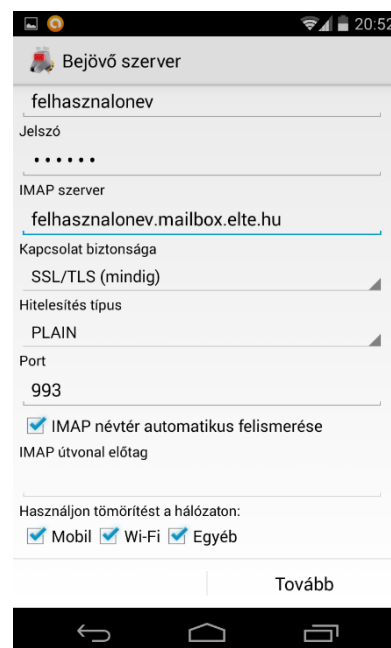 20:52
Bejövő szerver
felhasznalonev
Jelszó
••••••
IMAP szerver
felhasznalonev.mailbox.elte.hu
Kapcsolat biztonsága
SSL/TLS (mindig)
Hitelesítés típus
PLAIN
Port
993
IMAP névtér automatikus felismerése
IMAP útvonal előtag
Használjon tömörítést a hálózaton:
Mobil Wi-Fi Egyéb
Tovább